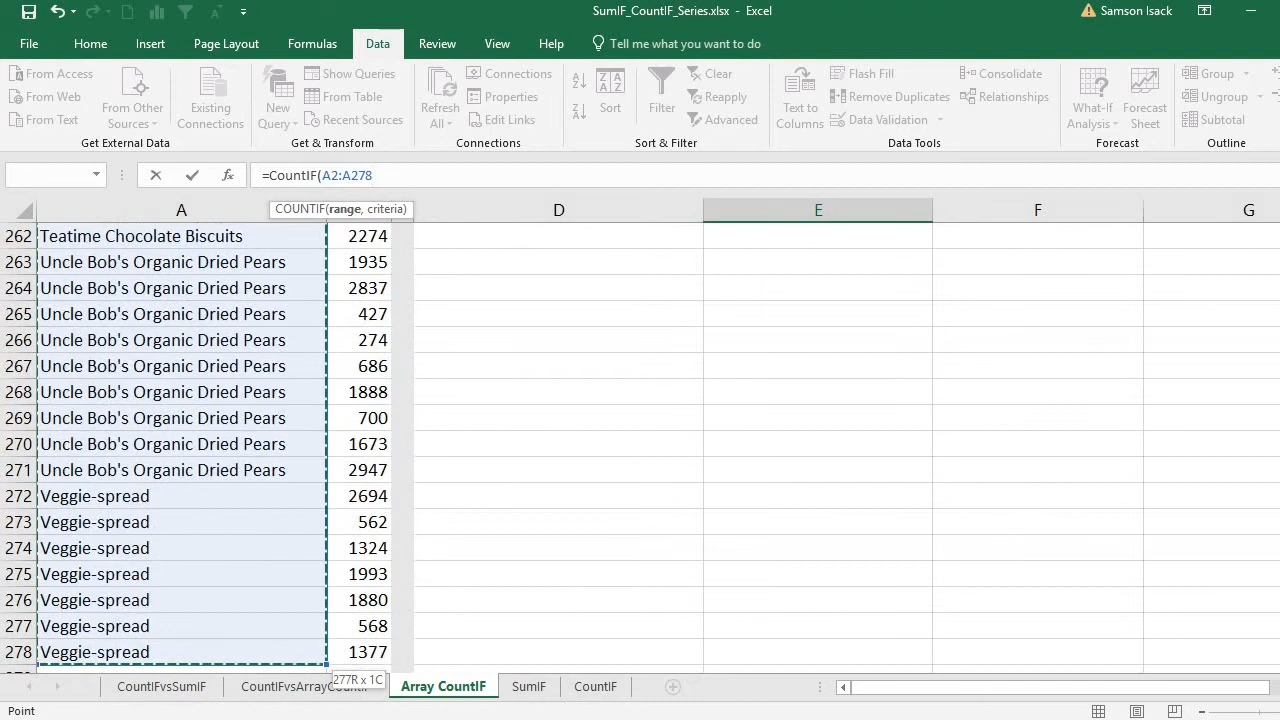 SumIF_CountIF_Series.xlsx - Excel
Samson Isack
File Home Insert Page Layout Formulas Data Review View Help Tell me what you want to do
From Access
From Web
From Text
From Other Sources
Existing Connections
Get External Data
New Query
Show Queries
From Table
Recent Sources
Get & Transform
Refresh All
Connections
Properties
Edit Links
Connections
Sort
Filter
Clear
Reapply
Advanced
Sort & Filter
Text to Columns
Flash Fill
Remove Duplicates
Data Validation
Consolidate
Relationships
Data Tools
What-If Analysis
Forecast Sheet
Forecast
Group
Ungroup
Subtotal
Outline
=CountIF(A2:A278
COUNTIF(range, criteria)
A D E F G
262 Teatime Chocolate Biscuits 2274
263 Uncle Bob's Organic Dried Pears 1935
264 Uncle Bob's Organic Dried Pears 2837
265 Uncle Bob's Organic Dried Pears 427
266 Uncle Bob's Organic Dried Pears 274
267 Uncle Bob's Organic Dried Pears 686
268 Uncle Bob's Organic Dried Pears 1888
269 Uncle Bob's Organic Dried Pears 700
270 Uncle Bob's Organic Dried Pears 1673
271 Uncle Bob's Organic Dried Pears 2947
272 Veggie-spread 2694
273 Veggie-spread 562
274 Veggie-spread 1324
275 Veggie-spread 1993
276 Veggie-spread 1880
277 Veggie-spread 568
278 Veggie-spread 1377
277R x 1C
CountIFvsSumIF CountIFvsArrayCountIF Array CountIF SumIF CountIF
Point